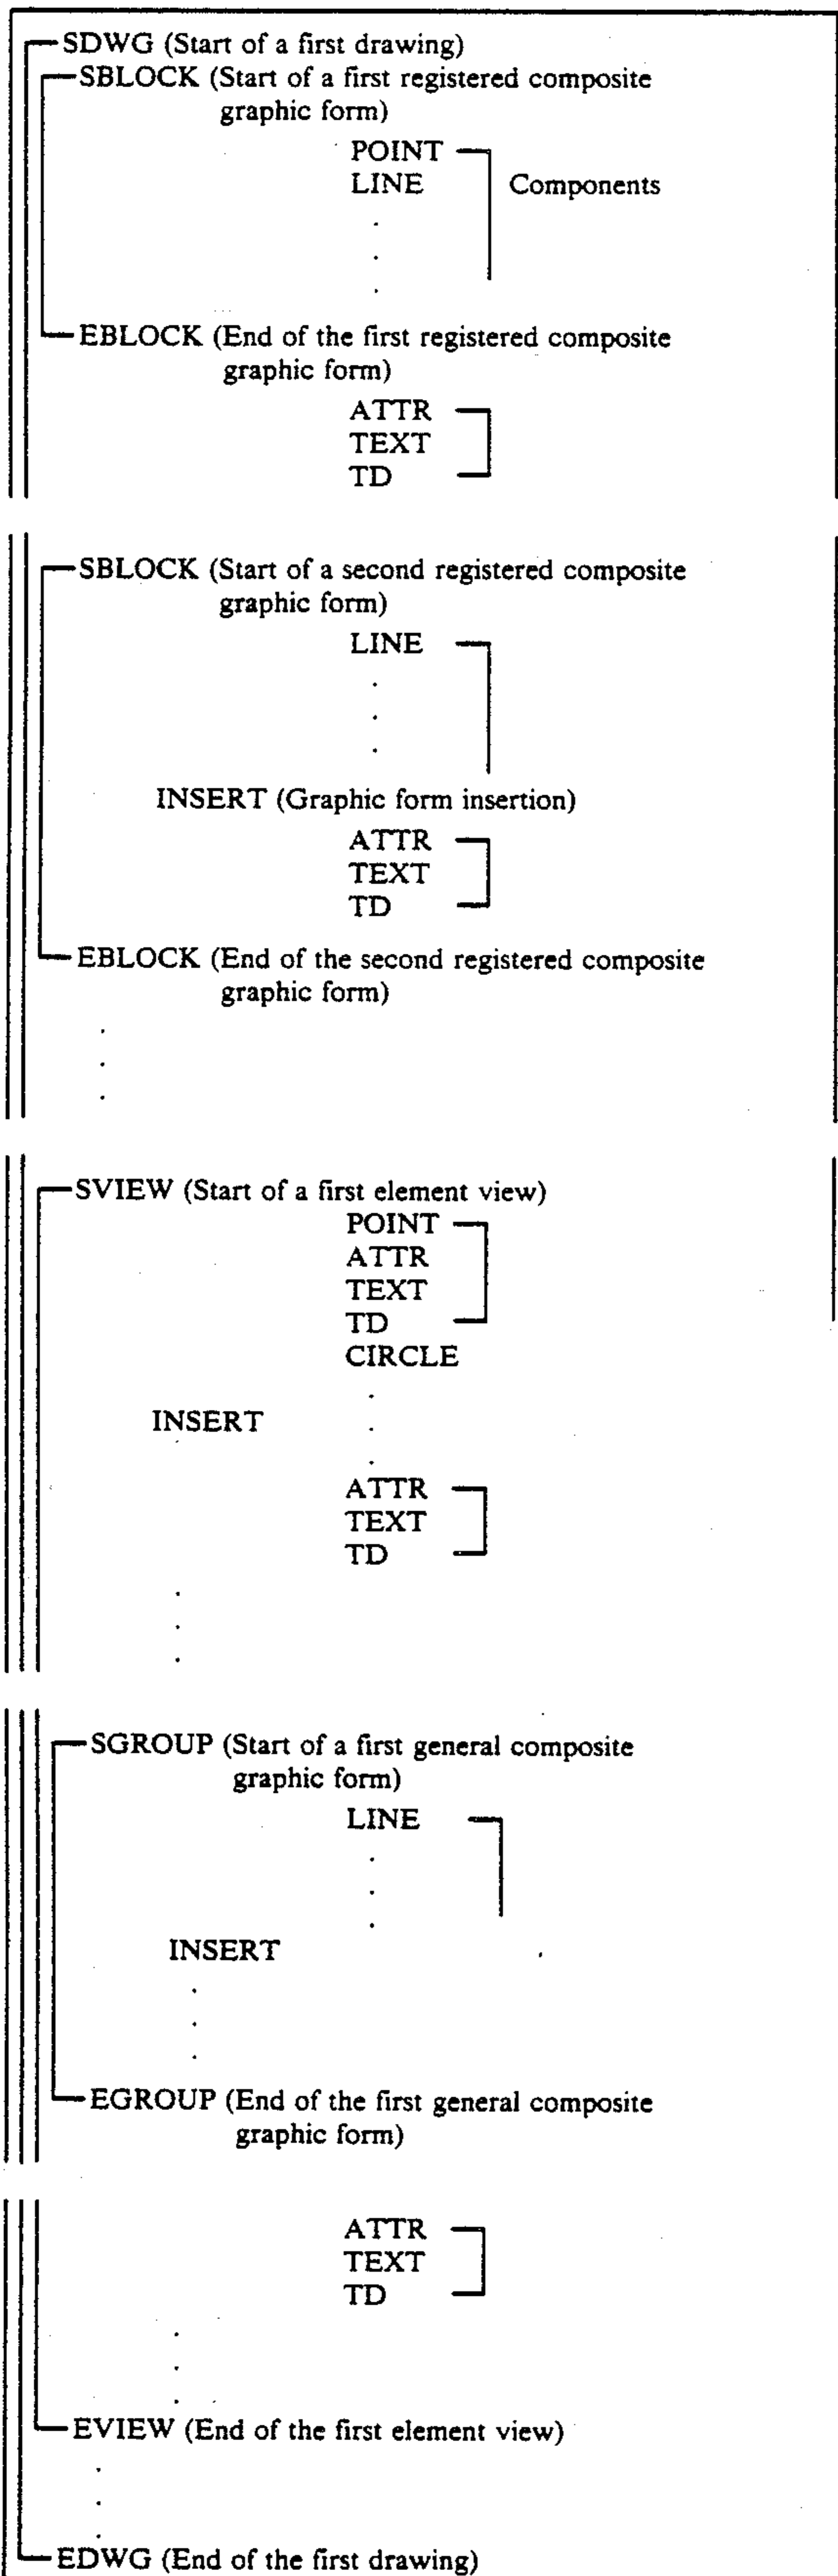 SDWG (Start of a first drawing)
SBLOCK (Start of a first registered composite
graphic form)
POINT
LINE Components
.
.
.
EBLOCK (End of the first registered composite
graphic form)
ATTR
TEXT
TD
SBLOCK (Start of a second registered composite
graphic form)
LINE
.
.
.
INSERT (Graphic form insertion)
ATTR
TEXT
TD
EBLOCK (End of the second registered composite
graphic form)
.
.
.
SVIEW (Start of a first element view)
POINT
ATTR
TEXT
TD
CIRCLE
.
INSERT .
.
ATTR
TEXT
TD
.
.
.
SGROUP (Start of a first general composite
graphic form)
LINE
.
.
.
INSERT
.
.
.
EGROUP (End of the first general composite
graphic form)
ATTR
TEXT
TD
.
.
.
EVIEW (End of the first element view)
.
.
.
EDWG (End of the first drawing)